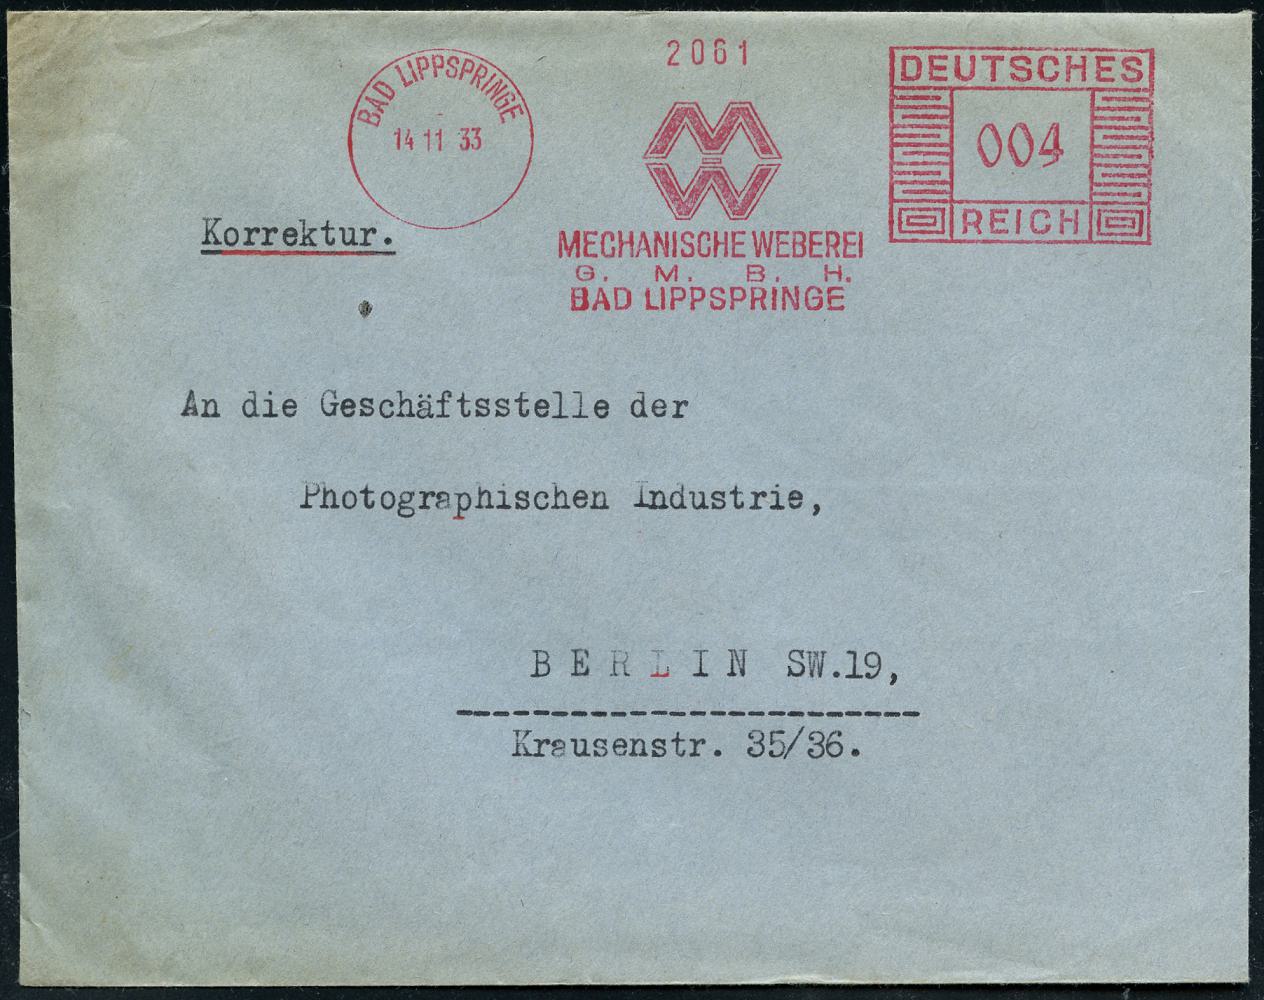 2061
DEUTSCHES
004
REICH
BAD LIPPSPRINGE
14 11 33
MW
MECHANISCHE WEBEREI
G. M. B. H.
BAD LIPPSPRINGE
Korrektur.
An die Geschäftsstelle der
Photographischen Industrie,
B E R L I N SW.19,
Krausenstr. 35/36.